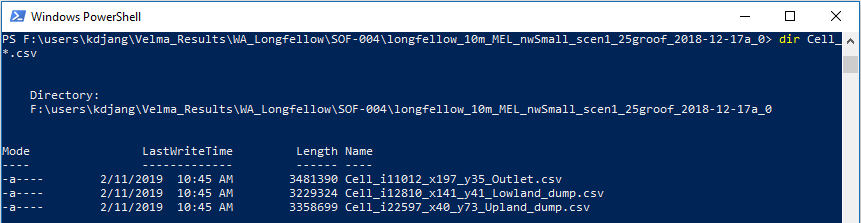 Windows PowerShell
PS F:\users\kdjang\Velma_Results\WA_Longfellow\SOF-004\longfellow_10m_MEL_nwSmall_scen1_25groof_2018-12-17a_0> dir Cell_
*.csv
Directory:
F:\users\kdjang\Velma_Results\WA_Longfellow\SOF-004\longfellow_10m_MEL_nwSmall_scen1_25groof_2018-12-17a_0
Mode LastWriteTime Length Name
---- ------------- ------ ----
-a---- 2/11/2019 10:45 AM 3481390 Cell_i11012_x197_y35_Outlet.csv
-a---- 2/11/2019 10:45 AM 3229324 Cell_i12810_x141_y41_Lowland_dump.csv
-a---- 2/11/2019 10:45 AM 3358699 Cell_i22597_x40_y73_Upland_dump.csv